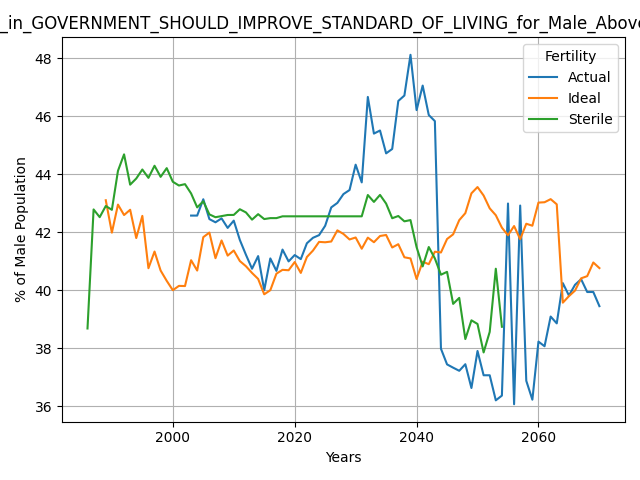 _in_GOVERNMENT_SHOULD_IMPROVE_STANDARD_OF_LIVING_for_Male_Above
Fertility
Actual
Ideal
Sterile
% of Male Population
48
46
44
42
40
38
36
2000
2020
2040
2060
Years